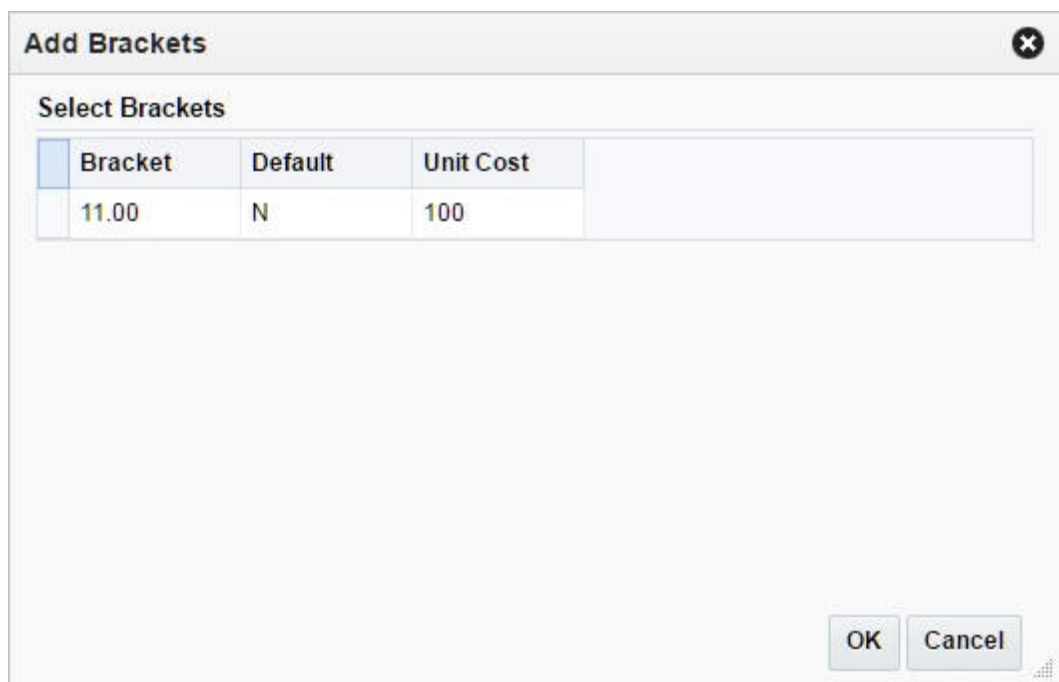 Add Brackets
Select Brackets
Bracket Default Unit Cost
11.00 N 100
OK Cancel